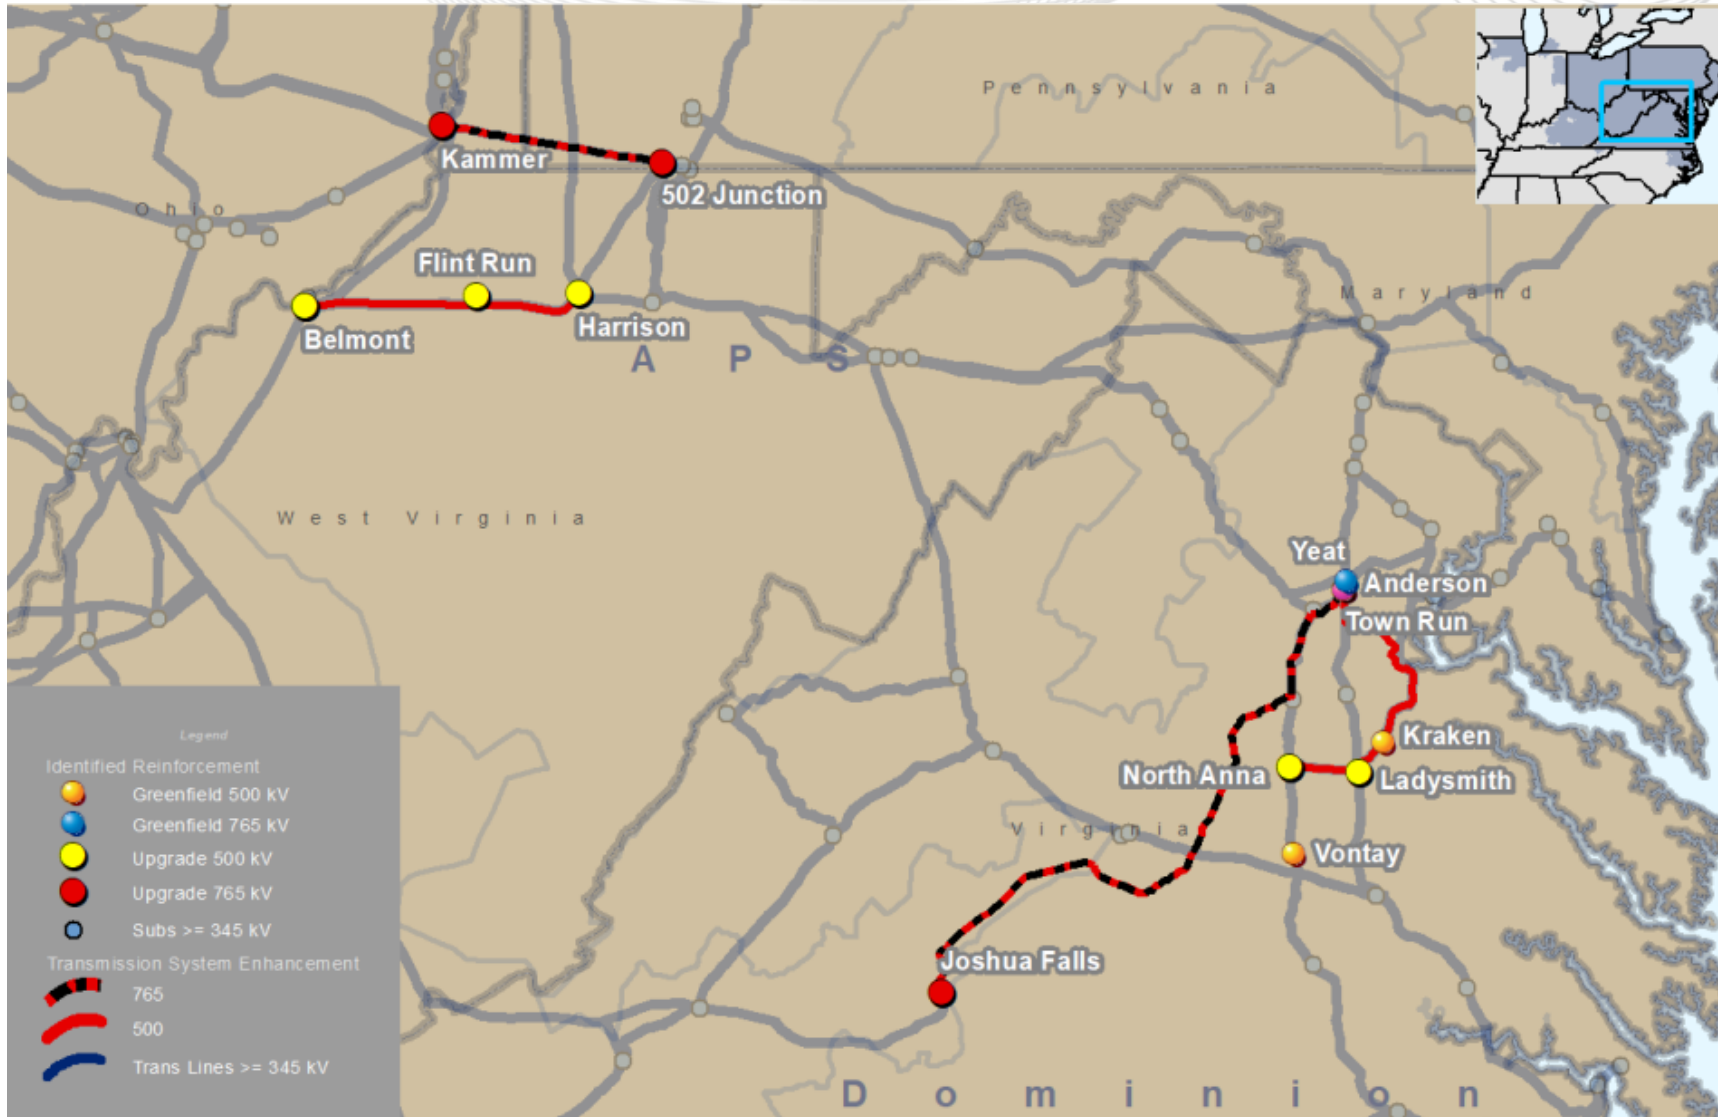 Pennsylvania
Kammer
502 Junction
Ohio
Flint Run
Maryland
Belmont
Harrison
APS
West Virginia
Yeat
Anderson
Town Run
Kraken
North Anna
Ladysmith
Virginia
Vontay
Joshua Falls
Dominion
Legend
Identified Reinforcement
Greenfield 500 kV
Greenfield 765 kV
Upgrade 500 kV
Upgrade 765 kV
Subs >= 345 kV
Transmission System Enhancement
765
500
Trans Lines >= 345 kV